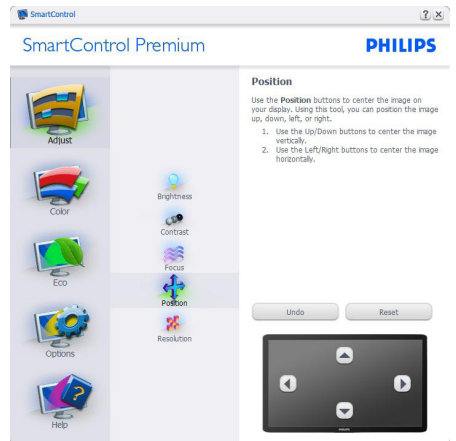 SmartControl
SmartControl Premium
PHILIPS
Adjust
Color
Eco
Options
Help
Brightness
Contrast
Focus
Position
Resolution
Position
Use the Position buttons to center the image on
your display. Using this tool, you can position the image
up, down, left, or right.
1. Use the Up/Down buttons to center the image
vertically.
2. Use the Left/Right buttons to center the image
horizontally.
Undo
Reset
PHILIPS